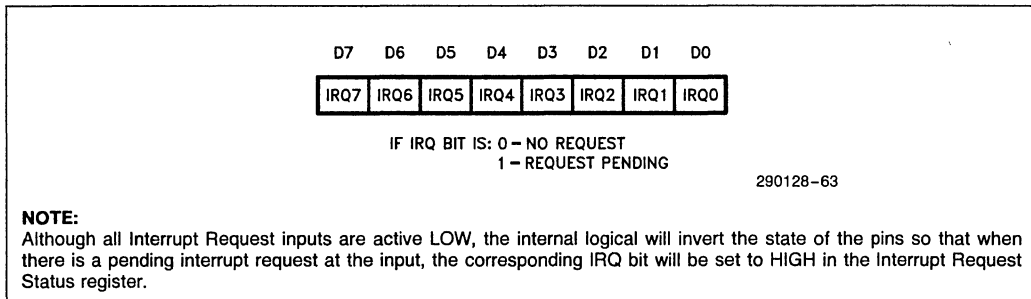 D7 D6 D5 D4 D3 D2 D1 D0
IRQ7 IRQ6 IRQ5 IRQ4 IRQ3 IRQ2 IRQ1 IRQ0
IF IRQ BIT IS: 0 – NO REQUEST
1 – REQUEST PENDING
290128–63
NOTE:
Although all Interrupt Request inputs are active LOW, the internal logical will invert the state of the pins so that when
there is a pending interrupt request at the input, the corresponding IRQ bit will be set to HIGH in the Interrupt Request
Status register.